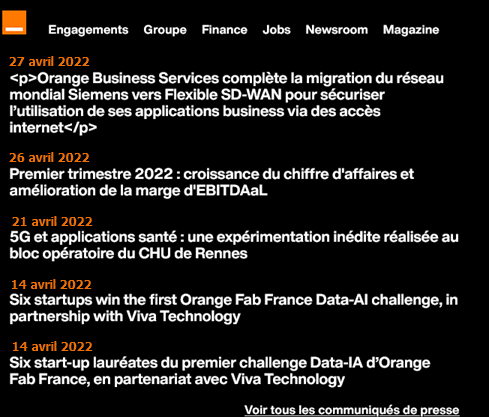 Engagements Groupe Finance Jobs Newsroom Magazine
27 avril 2022
<p>Orange Business Services complète la migration du réseau
mondial Siemens vers Flexible SD-WAN pour sécuriser
l'utilisation de ses applications business via des accès
internet</p>
26 avril 2022
Premier trimestre 2022 : croissance du chiffre d'affaires et
amélioration de la marge d'EBITDAaL
21 avril 2022
5G et applications santé : une expérimentation inédite réalisée au
bloc opératoire du CHU de Rennes
14 avril 2022
Six startups win the first Orange Fab France Data-AI challenge, in
partnership with Viva Technology
14 avril 2022
Six start-up lauréates du premier challenge Data-IA d’Orange
Fab France, en partenariat avec Viva Technology
Voir tous les communiqués de presse